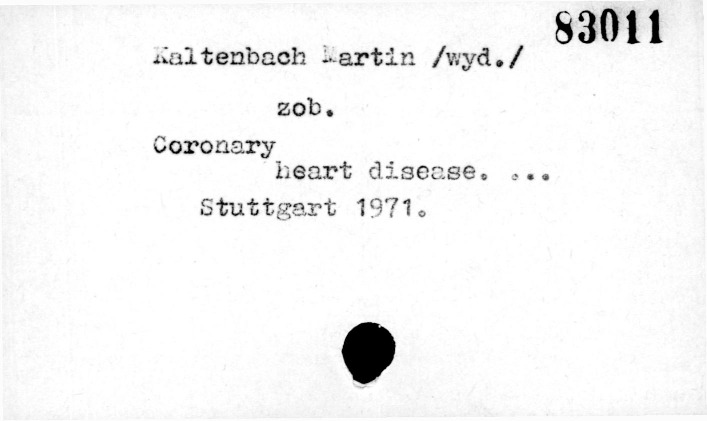 83011
Kaltenbach Martin /wyd./
zob.
Coronary
heart disease. ...
Stuttgart 1971.